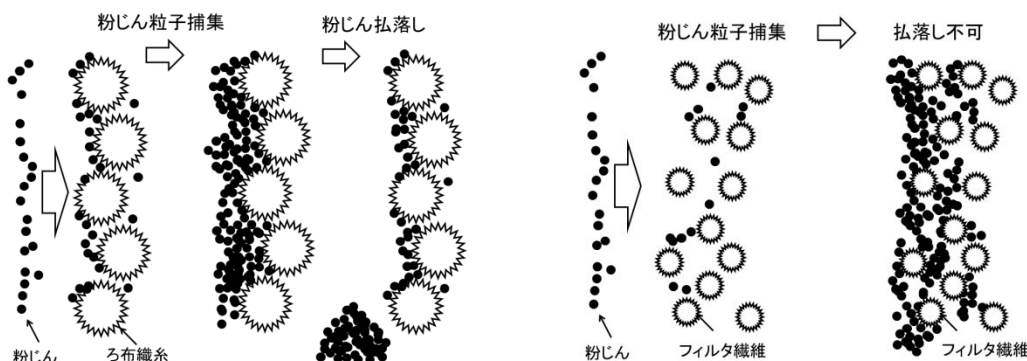 粉じん粒子捕集
粉じん払落し
粉じん
ろ布織糸
粉じん粒子捕集
払落し不可
粉じん
フィルタ繊維
フィルタ繊維